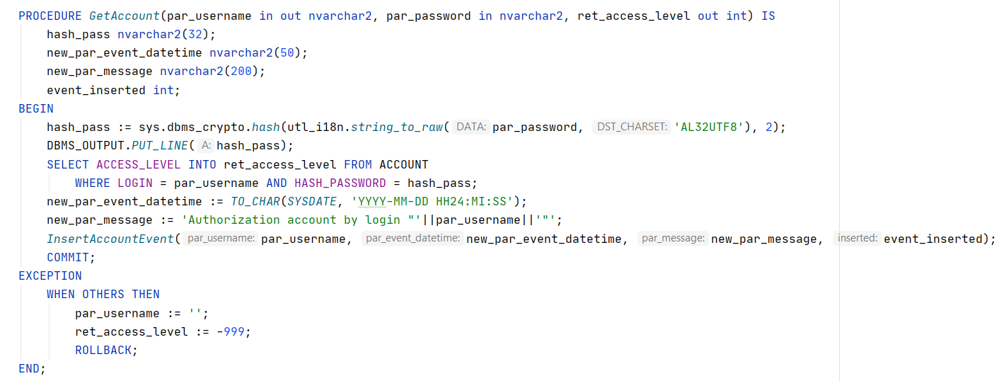 PROCEDURE GetAccount(par_username in out nvarchar2, par_password in nvarchar2, ret_access_level out int) IS
    hash_pass nvarchar2(32);
    new_par_event_datetime nvarchar2(50);
    new_par_message nvarchar2(200);
    event_inserted int;
BEGIN
    hash_pass := sys.dbms_crypto.hash(utl_i18n.string_to_raw( DATA: par_password, DST_CHARSET: 'AL32UTF8'), 2);
    DBMS_OUTPUT.PUT_LINE( A: hash_pass);
    SELECT ACCESS_LEVEL INTO ret_access_level FROM ACCOUNT
        WHERE LOGIN = par_username AND HASH_PASSWORD = hash_pass;
    new_par_event_datetime := TO_CHAR(SYSDATE, 'YYYY-MM-DD HH24:MI:SS');
    new_par_message := 'Authorization account by login "'||par_username||'"';
    InsertAccountEvent( par_username: par_username, par_event_datetime: new_par_event_datetime, par_message: new_par_message, inserted: event_inserted);
    COMMIT;
EXCEPTION
    WHEN OTHERS THEN
        par_username := '';
        ret_access_level := -999;
        ROLLBACK;
END;